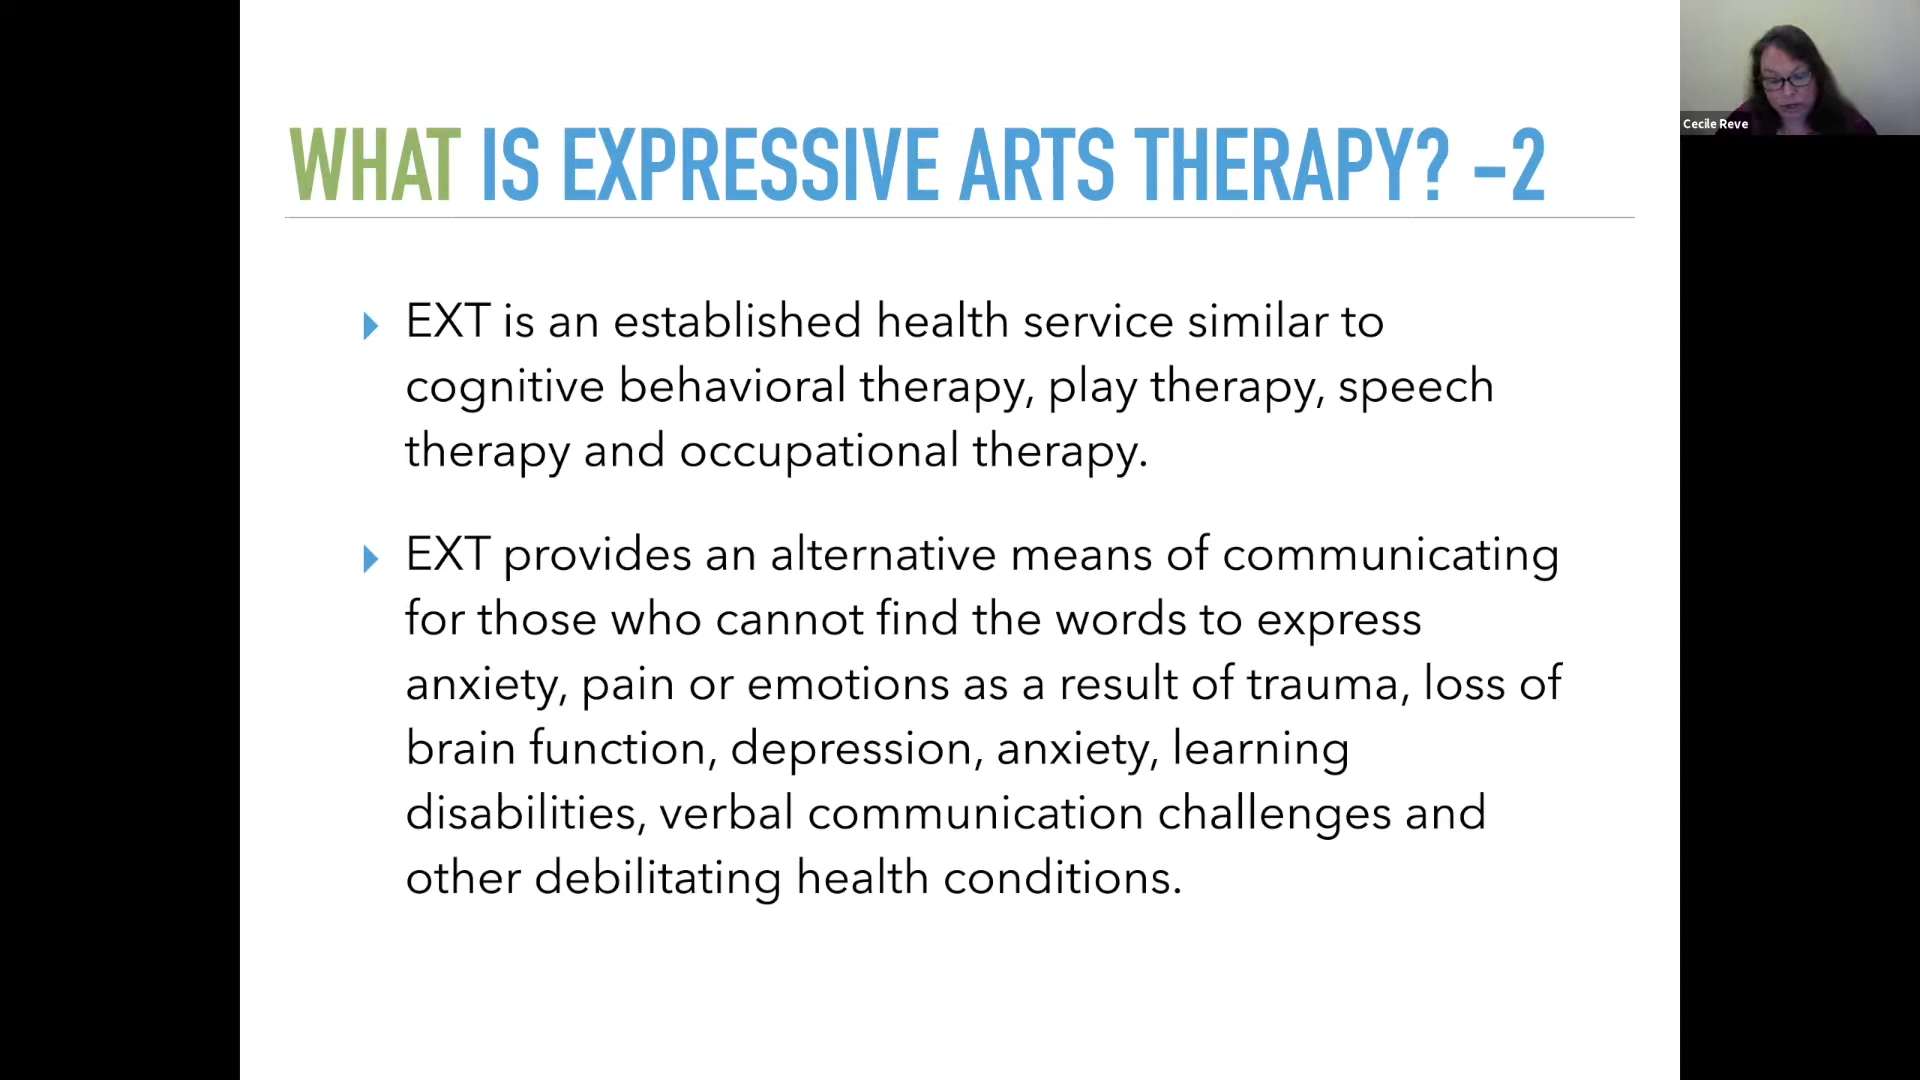 WHAT IS EXPRESSIVE ARTS THERAPY? -2
EXT is an established health service similar to
cognitive behavioral therapy, play therapy, speech
therapy and occupational therapy.
EXT provides an alternative means of communicating
for those who cannot find the words to express
anxiety, pain or emotions as a result of trauma, loss of
brain function, depression, anxiety, learning
disabilities, verbal communication challenges and
other debilitating health conditions.
Cecile Reve